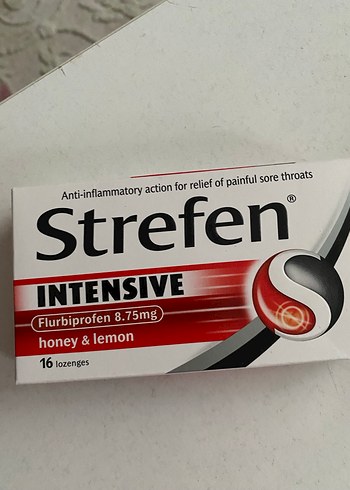 Anti-inflammatory action for relief of painful sore throats
Strefen®
INTENSIVE
Flurbiprofen 8.75mg
honey & lemon
16 lozenges